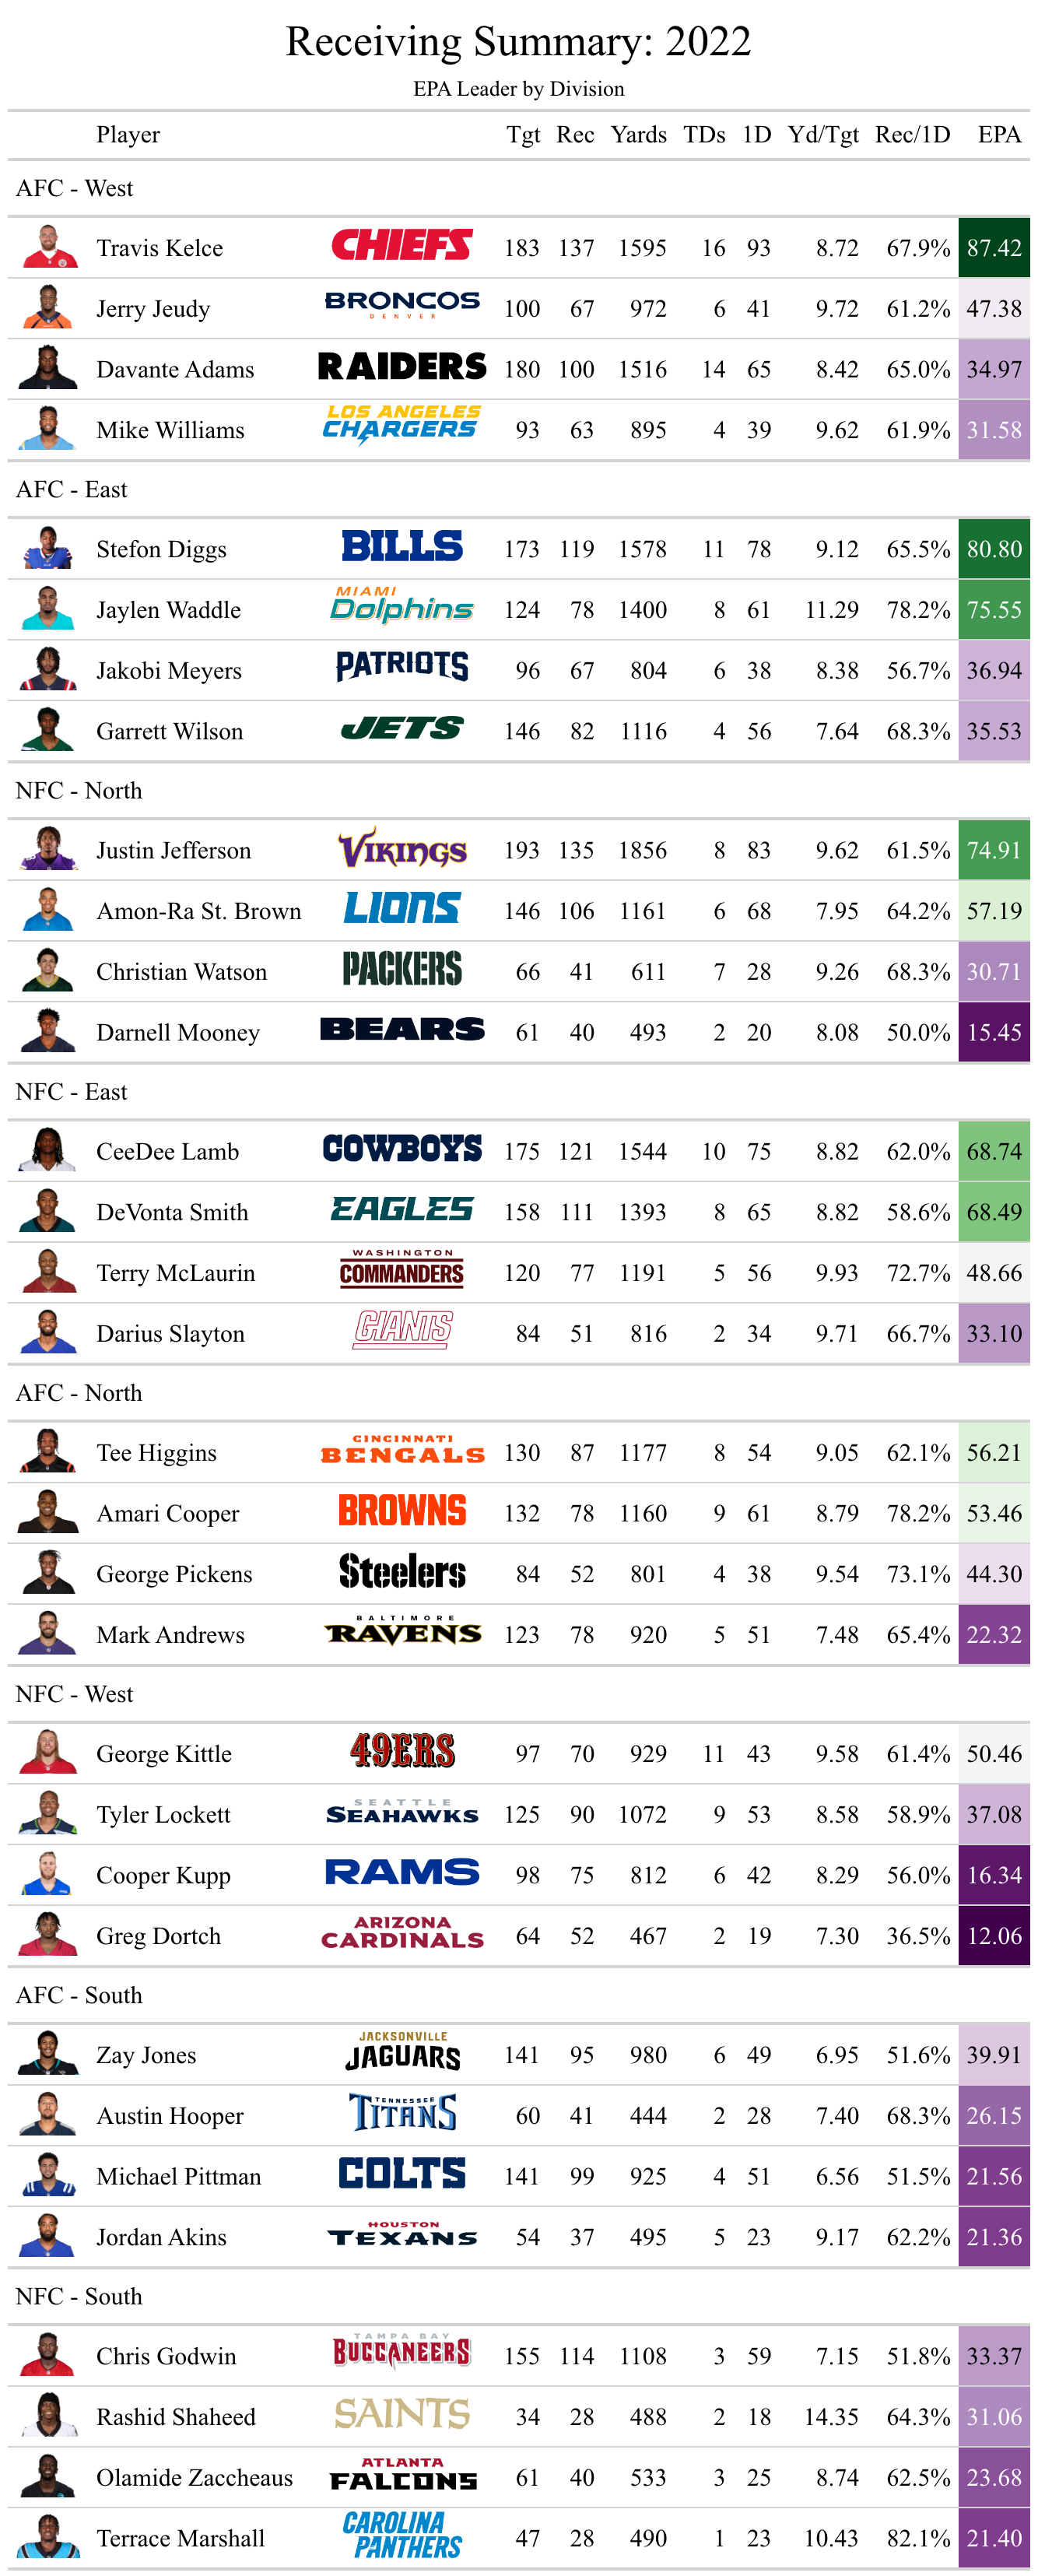 Receiving Summary: 2022
EPA Leader by Division
Player Tgt Rec Yards TDs 1D Yd/Tgt Rec/1D EPA
AFC - West
Travis Kelce CHIEFS 183 137 1595 16 93 8.72 67.9% 87.42
Jerry Jeudy BRONCOS DENVER 100 67 972 6 41 9.72 61.2% 47.38
Davante Adams RAIDERS 180 100 1516 14 65 8.42 65.0% 34.97
Mike Williams LOS ANGELES CHARGERS 93 63 895 4 39 9.62 61.9% 31.58
AFC - East
Stefon Diggs BILLS 173 119 1578 11 78 9.12 65.5% 80.80
Jaylen Waddle MIAMI Dolphins 124 78 1400 8 61 11.29 78.2% 75.55
Jakobi Meyers PATRIOTS 96 67 804 6 38 8.38 56.7% 36.94
Garrett Wilson JETS 146 82 1116 4 56 7.64 68.3% 35.53
NFC - North
Justin Jefferson VIKINGS 193 135 1856 8 83 9.62 61.5% 74.91
Amon-Ra St. Brown LIONS 146 106 1161 6 68 7.95 64.2% 57.19
Christian Watson PACKERS 66 41 611 7 28 9.26 68.3% 30.71
Darnell Mooney BEARS 61 40 493 2 20 8.08 50.0% 15.45
NFC - East
CeeDee Lamb COWBOYS 175 121 1544 10 75 8.82 62.0% 68.74
DeVonta Smith EAGLES 158 111 1393 8 65 8.82 58.6% 68.49
Terry McLaurin WASHINGTON COMMANDERS 120 77 1191 5 56 9.93 72.7% 48.66
Darius Slayton GIANTS 84 51 816 2 34 9.71 66.7% 33.10
AFC - North
Tee Higgins CINCINNATI BENGALS 130 87 1177 8 54 9.05 62.1% 56.21
Amari Cooper BROWNS 132 78 1160 9 61 8.79 78.2% 53.46
George Pickens Steelers 84 52 801 4 38 9.54 73.1% 44.30
Mark Andrews BALTIMORE RAVENS 123 78 920 5 51 7.48 65.4% 22.32
NFC - West
George Kittle 49ERS 97 70 929 11 43 9.58 61.4% 50.46
Tyler Lockett SEATTLE SEAHAWKS 125 90 1072 9 53 8.58 58.9% 37.08
Cooper Kupp RAMS 98 75 812 6 42 8.29 56.0% 16.34
Greg Dortch ARIZONA CARDINALS 64 52 467 2 19 7.30 36.5% 12.06
AFC - South
Zay Jones JACKSONVILLE JAGUARS 141 95 980 6 49 6.95 51.6% 39.91
Austin Hooper TENNESSEE TITANS 60 41 444 2 28 7.40 68.3% 26.15
Michael Pittman COLTS 141 99 925 4 51 6.56 51.5% 21.56
Jordan Akins HOUSTON TEXANS 54 37 495 5 23 9.17 62.2% 21.36
NFC - South
Chris Godwin TAMPA BAY BUCCANEERS 155 114 1108 3 59 7.15 51.8% 33.37
Rashid Shaheed SAINTS 34 28 488 2 18 14.35 64.3% 31.06
Olamide Zaccheaus ATLANTA FALCONS 61 40 533 3 25 8.74 62.5% 23.68
Terrace Marshall CAROLINA PANTHERS 47 28 490 1 23 10.43 82.1% 21.40